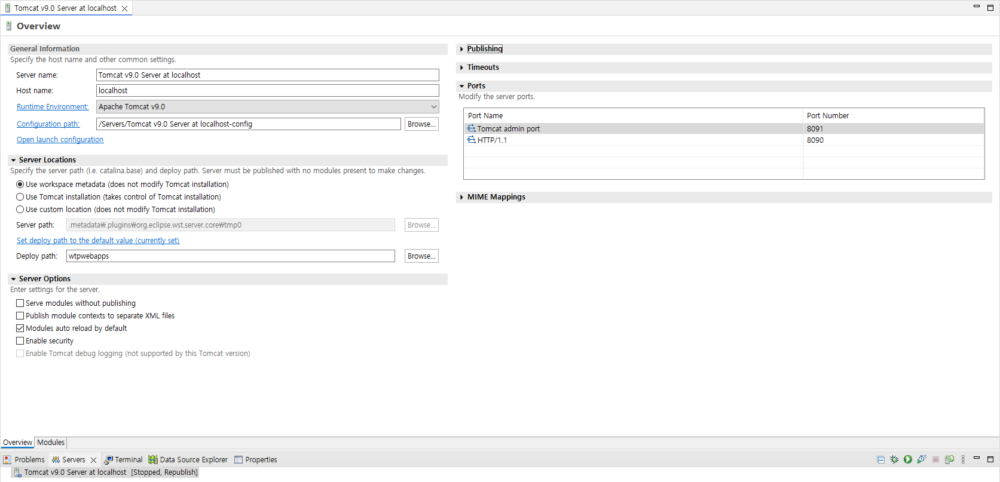 Tomcat v9.0 Server at localhost
Overview
General Information
Specify the host name and other common settings.
Server name: Tomcat v9.0 Server at localhost
Host name: localhost
Runtime Environment: Apache Tomcat v9.0
Configuration path: /Servers/Tomcat v9.0 Server at localhost-config Browse...
Open launch configuration
Server Locations
Specify the server path (i.e. catalina.base) and deploy path. Server must be published with no modules present to make changes.
Use workspace metadata (does not modify Tomcat installation)
Use Tomcat installation (takes control of Tomcat installation)
Use custom location (does not modify Tomcat installation)
Server path: .metadata₩.plugins₩org.eclipse.wst.server.core₩tmp0 Browse...
Set deploy path to the default value (currently set)
Deploy path: wtpwebapps Browse...
Server Options
Enter settings for the server.
Serve modules without publishing
Publish module contexts to separate XML files
Modules auto reload by default
Enable security
Enable Tomcat debug logging (not supported by this Tomcat version)
Publishing
Timeouts
Ports
Modify the server ports.
Port Name Port Number
Tomcat admin port 8091
HTTP/1.1 8090
MIME Mappings
Overview Modules
Problems Servers Terminal Data Source Explorer Properties
Tomcat v9.0 Server at localhost [Stopped, Republish]